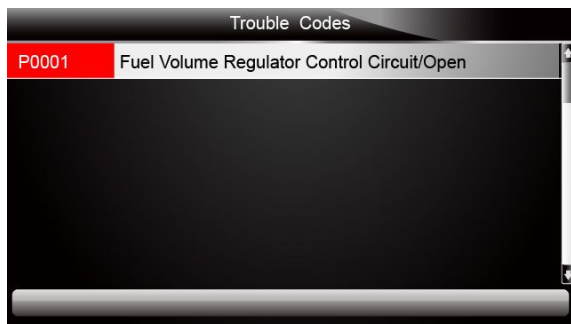 Trouble Codes
P0001 Fuel Volume Regulator Control Circuit/Open